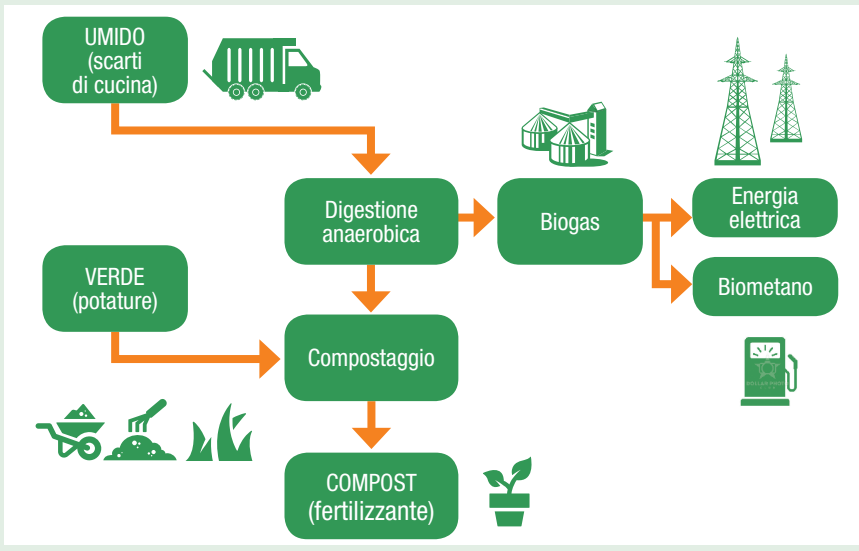 UMIDO
(scarti
di cucina)
Digestione
anaerobica
Biogas
Energia
elettrica
Biometano
VERDE
(potature)
Compostaggio
COMPOST
(fertilizzante)